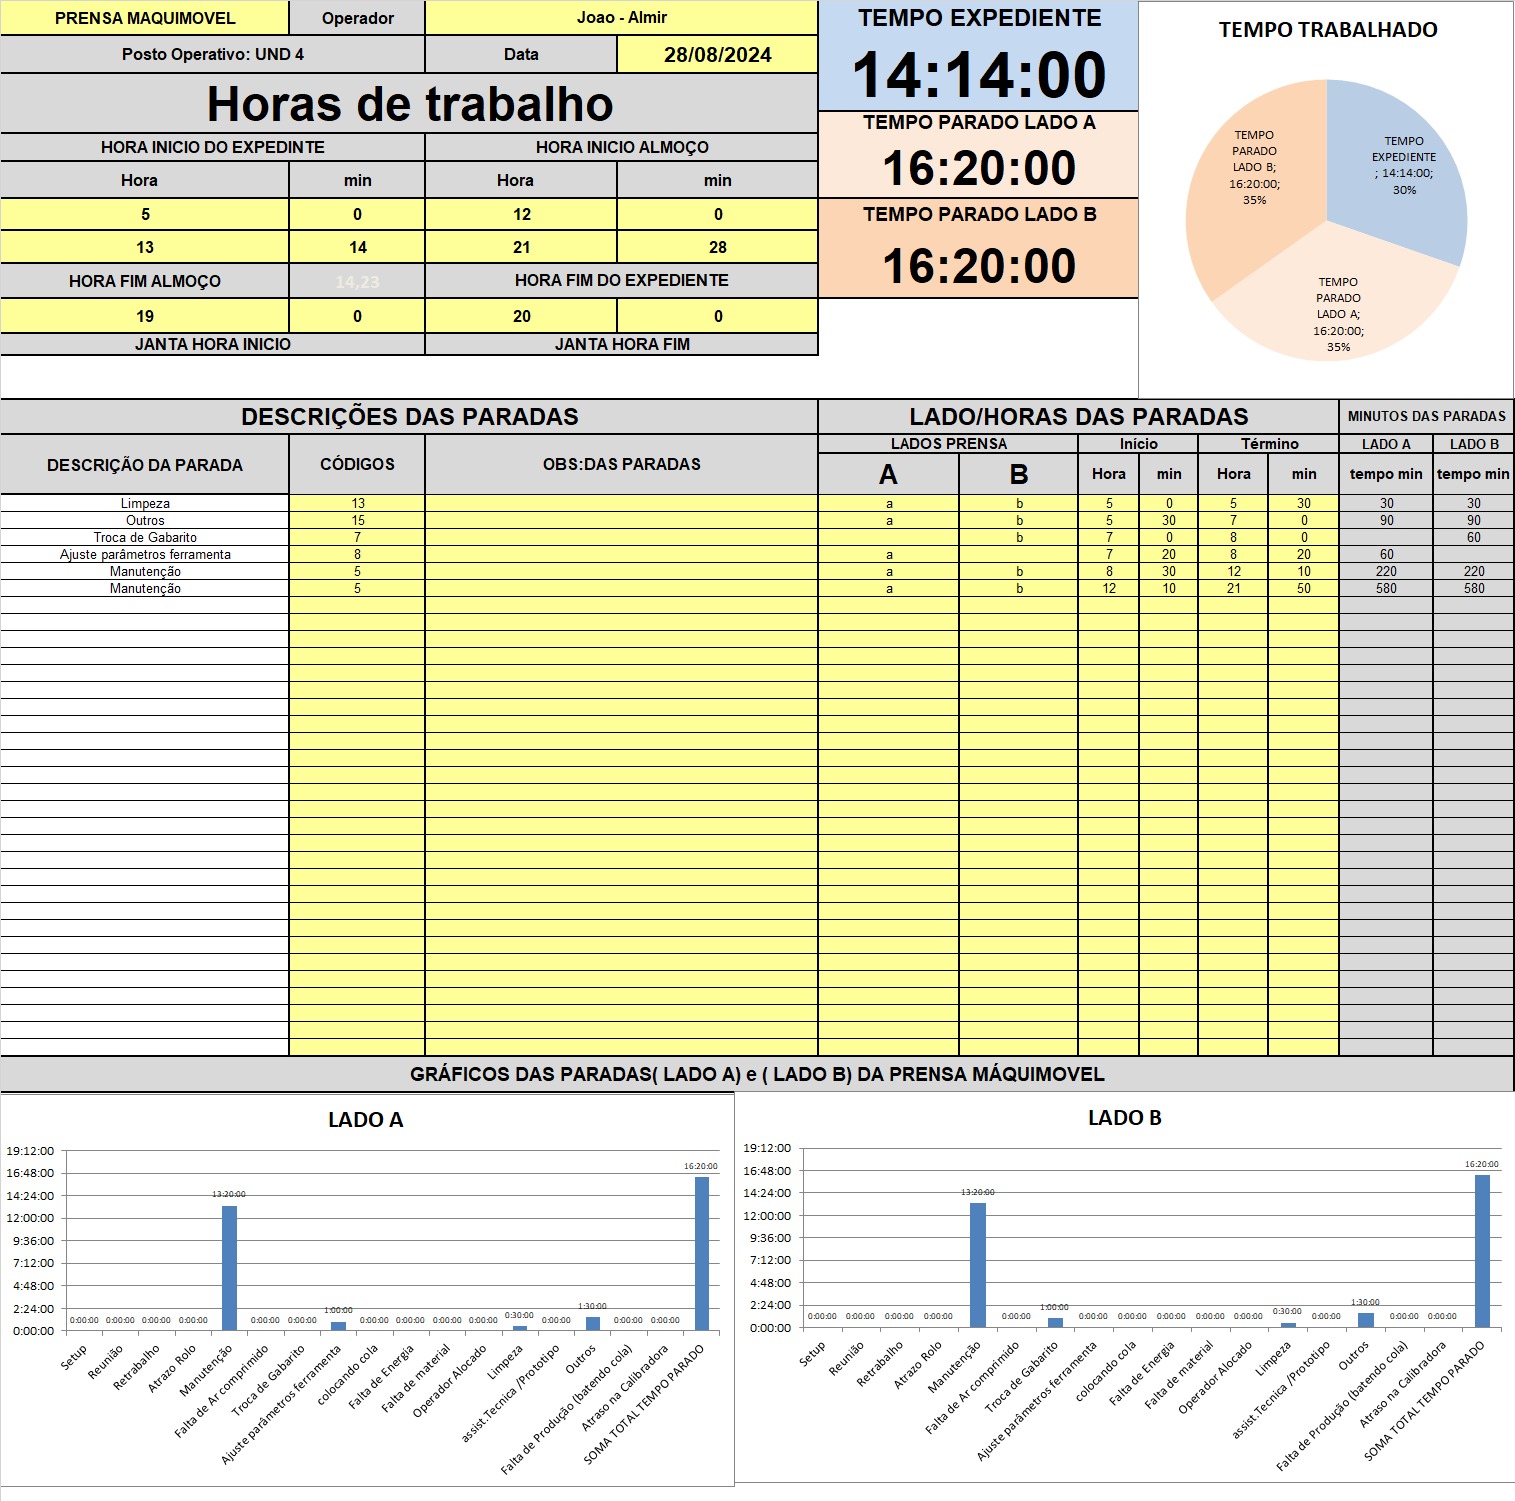 PRENSA MAQUIMOVEL Operador Joao - Almir
Posto Operativo: UND 4 Data 28/08/2024
Horas de trabalho
HORA INICIO DO EXPEDINTE HORA INICIO ALMOÇO
Hora min Hora min
5 0 12 0
13 14 21 28
HORA FIM ALMOÇO 14,23 HORA FIM DO EXPEDIENTE
19 0 20 0
JANTA HORA INICIO JANTA HORA FIM
TEMPO EXPEDIENTE
14:14:00
TEMPO PARADO LADO A
16:20:00
TEMPO PARADO LADO B
16:20:00
TEMPO TRABALHADO
TEMPO
PARADO
LADO B;
16:20:00;
35%
TEMPO
EXPEDIENTE
; 14:14:00;
30%
TEMPO
PARADO
LADO A;
16:20:00;
35%
DESCRIÇÕES DAS PARADAS LADO/HORAS DAS PARADAS MINUTOS DAS PARADAS
DESCRIÇÃO DA PARADA CÓDIGOS OBS:DAS PARADAS
LADOS PRENSA Início Término LADO A LADO B
A B Hora min Hora min tempo min tempo min
Limpeza 13 a b 5 0 5 30 30 30
Outros 15 a b 5 30 7 0 90 90
Troca de Gabarito 7 b 7 0 8 0 60
Ajuste parâmetros ferramenta 8 a 7 20 8 20 60
Manutenção 5 a b 8 30 12 10 220 220
Manutenção 5 a b 12 10 21 50 580 580
GRÁFICOS DAS PARADAS( LADO A) e ( LADO B) DA PRENSA MÁQUIMOVEL
LADO A
19:12:00
16:48:00
14:24:00
12:00:00
9:36:00
7:12:00
4:48:00
2:24:00
0:00:00
0:00:00 0:00:00 0:00:00 0:00:00 13:20:00 0:00:00 0:00:00 1:00:00 0:00:00 0:00:00 0:00:00 0:00:00 0:30:00 0:00:00 1:30:00 0:00:00 0:00:00 16:20:00
Setup
Reunião
Retrabalho
Atrazo Rolo
Manutenção
Falta de Ar comprimido
Troca de Gabarito
Ajuste parâmetros ferramenta
colocando cola
Falta de Energia
Falta de material
Operador Alocado
Limpeza
assist.Tecnica /Prototipo
Outros
Falta de Produção (batendo cola)
Atraso na Calibradora
SOMA TOTAL TEMPO PARADO
LADO B
19:12:00
16:48:00
14:24:00
12:00:00
9:36:00
7:12:00
4:48:00
2:24:00
0:00:00
0:00:00 0:00:00 0:00:00 0:00:00 13:20:00 0:00:00 1:00:00 0:00:00 0:00:00 0:00:00 0:00:00 0:00:00 0:30:00 0:00:00 1:30:00 0:00:00 0:00:00 16:20:00
Setup
Reunião
Retrabalho
Atrazo Rolo
Manutenção
Falta de Ar comprimido
Troca de Gabarito
Ajuste parâmetros ferramenta
colocando cola
Falta de Energia
Falta de material
Operador Alocado
Limpeza
assist.Tecnica /Prototipo
Outros
Falta de Produção (batendo cola)
Atraso na Calibradora
SOMA TOTAL TEMPO PARADO